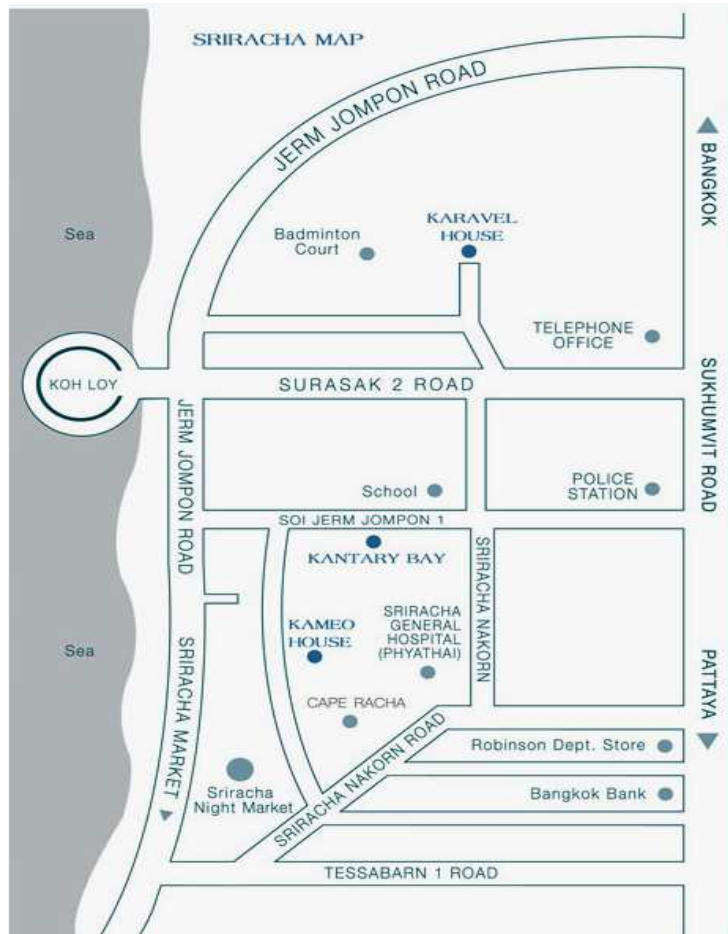 SRIRACHA MAP
JERM JOMPON ROAD
BANGKOK
Sea
Badminton
Court
KARAVEL
HOUSE
TELEPHONE
OFFICE
KOH LOY
SURASAK 2 ROAD
SUKHUMVIT ROAD
JERM JOMPON ROAD
School
POLICE
STATION
SOI JERM JOMPON 1
KANTARY BAY
SRIRACHA NAKORN
KAMEO
HOUSE
SRIRACHA
GENERAL
HOSPITAL
(PHYATHAI)
Sea
SRIRACHA MARKET
PATTAYA
CAPE RACHA
SRIRACHA NAKORN ROAD
Robinson Dept. Store
Sriracha
Night Market
Bangkok Bank
TESSABARN 1 ROAD